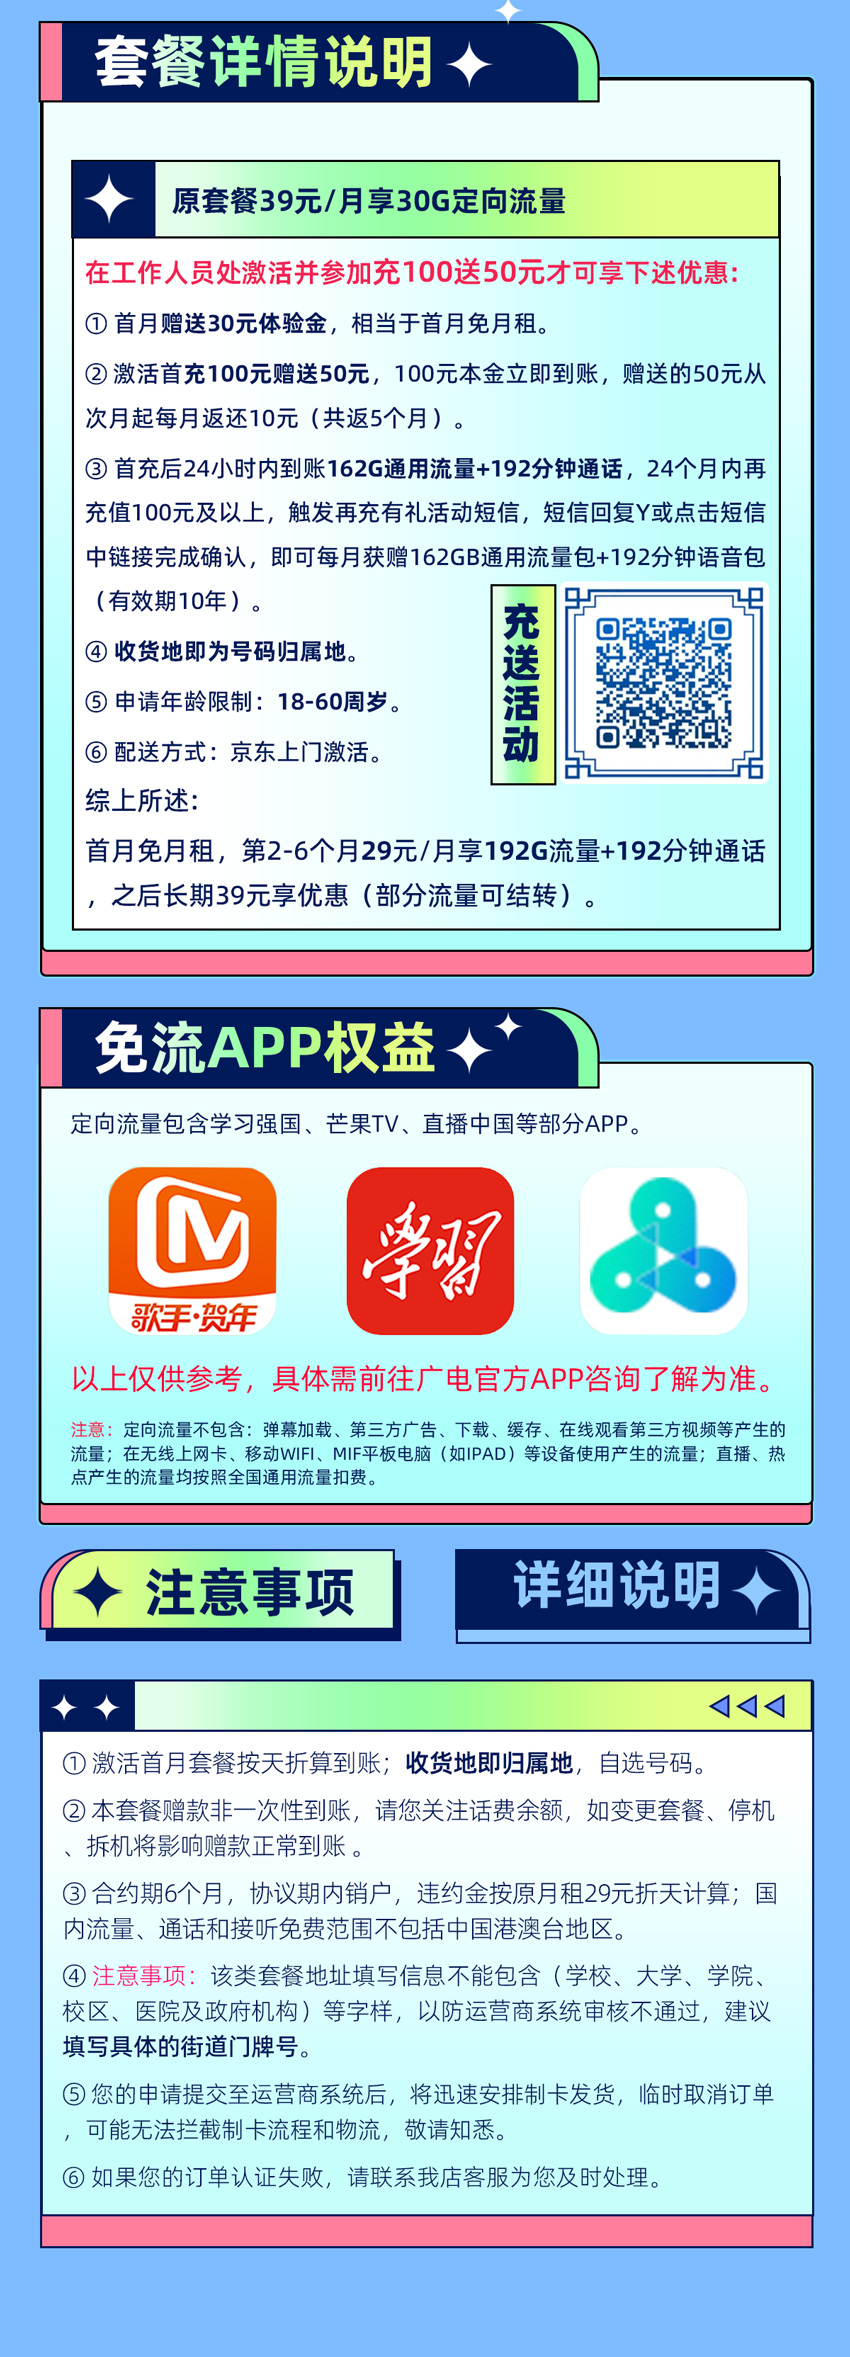 套餐详情说明
原套餐39元/月享30G定向流量
在工作人员处激活并参加充100送50元才可享下述优惠：
① 首月赠送30元体验金，相当于首月免月租。
② 激活首充100元赠送50元，100元本金立即到账，赠送的50元从
次月起每月返还10元（共返5个月）。
③ 首充后24小时内到账162G通用流量+192分钟通话，24个月内再
充值100元及以上，触发再充有礼活动短信，短信回复Y或点击短信
中链接完成确认，即可每月获赠162GB通用流量包+192分钟语音包
（有效期10年）。
④ 收货地即为号码归属地。
⑤ 申请年龄限制：18-60周岁。
⑥ 配送方式：京东上门激活。
充送活动
综上所述：
首月免月租，第2-6个月29元/月享192G流量+192分钟通话
，之后长期39元享优惠（部分流量可结转）。
免流APP权益
定向流量包含学习强国、芒果TV、直播中国等部分APP。
歌手·贺年
學習
以上仅供参考，具体需前往广电官方APP咨询了解为准。
注意：定向流量不包含：弹幕加载、第三方广告、下载、缓存、在线观看第三方视频等产生的
流量；在无线上网卡、移动WIFI、MIF平板电脑（如IPAD）等设备使用产生的流量；直播、热
点产生的流量均按照全国通用流量扣费。
注意事项
详细说明
① 激活首月套餐按天折算到账；收货地即归属地，自选号码。
② 本套餐赠款非一次性到账，请您关注话费余额，如变更套餐、停机
、拆机将影响赠款正常到账 。
③ 合约期6个月，协议期内销户，违约金按原月租29元折天计算；国
内流量、通话和接听免费范围不包括中国港澳台地区。
④ 注意事项：该类套餐地址填写信息不能包含（学校、大学、学院、
校区、医院及政府机构）等字样，以防运营商系统审核不通过，建议
填写具体的街道门牌号。
⑤ 您的申请提交至运营商系统后，将迅速安排制卡发货，临时取消订单
，可能无法拦截制卡流程和物流，敬请知悉。
⑥ 如果您的订单认证失败，请联系我店客服为您及时处理。